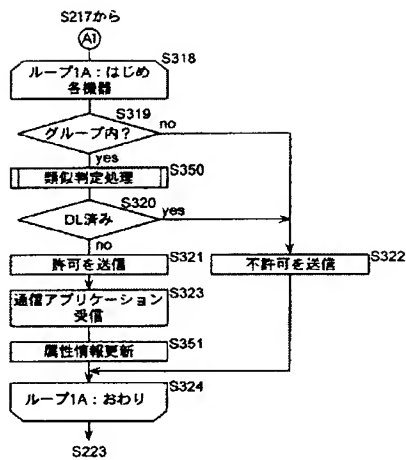 S217から
A1
S318
ループ1A：はじめ
各機器
S319
グループ内？
no
yes
類似判定処理
S350
S320
DL済み
yes
no
許可を送信
S321
不許可を送信
S322
S323
通信アプリケーション
受信
属性情報更新
S351
S324
ループ1A：おわり
S223